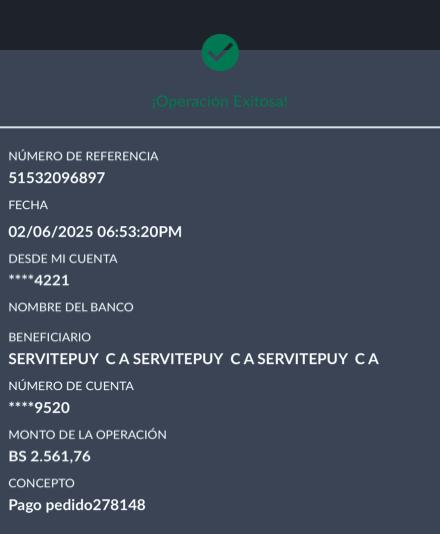 ¡Operación Exitosa!
NÚMERO DE REFERENCIA
51532096897
FECHA
02/06/2025 06:53:20PM
DESDE MI CUENTA
****4221
NOMBRE DEL BANCO
BENEFICIARIO
SERVITEPUY C A SERVITEPUY C A SERVITEPUY C A
NÚMERO DE CUENTA
****9520
MONTO DE LA OPERACIÓN
BS 2.561,76
CONCEPTO
Pago pedido278148